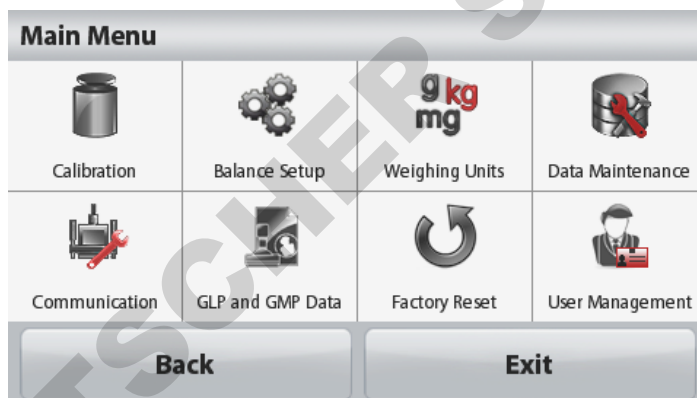 Main Menu
g kg
mg
Calibration
Balance Setup
Weighing Units
Data Maintenance
Communication
GLP and GMP Data
Factory Reset
User Management
Back
Exit